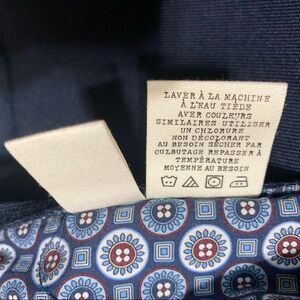 LAVER À LA MACHINE
À L'EAU TIÈDE
AVER COULEURS
SIMILAIRES UTILISER
UN CHLORURE
NON DÉCOLORANT
AU BESOIN SÉCHER PAR
CULBUTAGE REPASSER À
TEMPÉRATURE
MOYENNE AU BESOIN